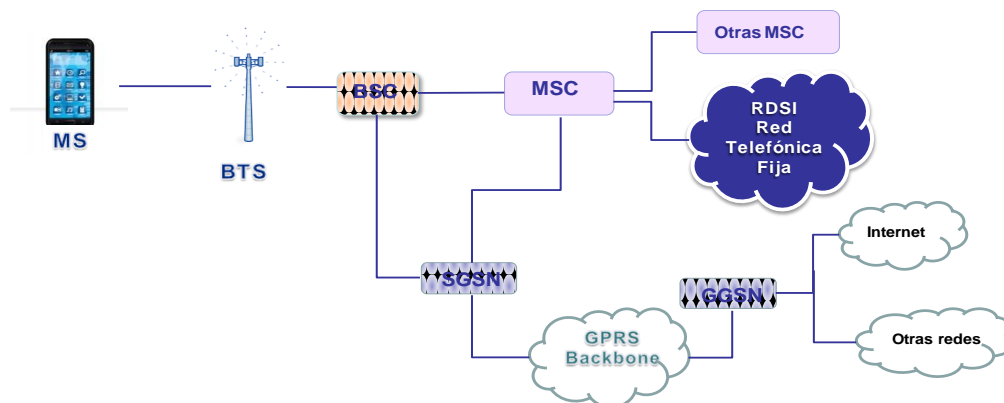 MS
BTS
BSC
MSC
Otras MSC
RDSI
Red
Telefónica
Fija
SGSN
GPRS
Backbone
GGSN
Internet
Otras redes